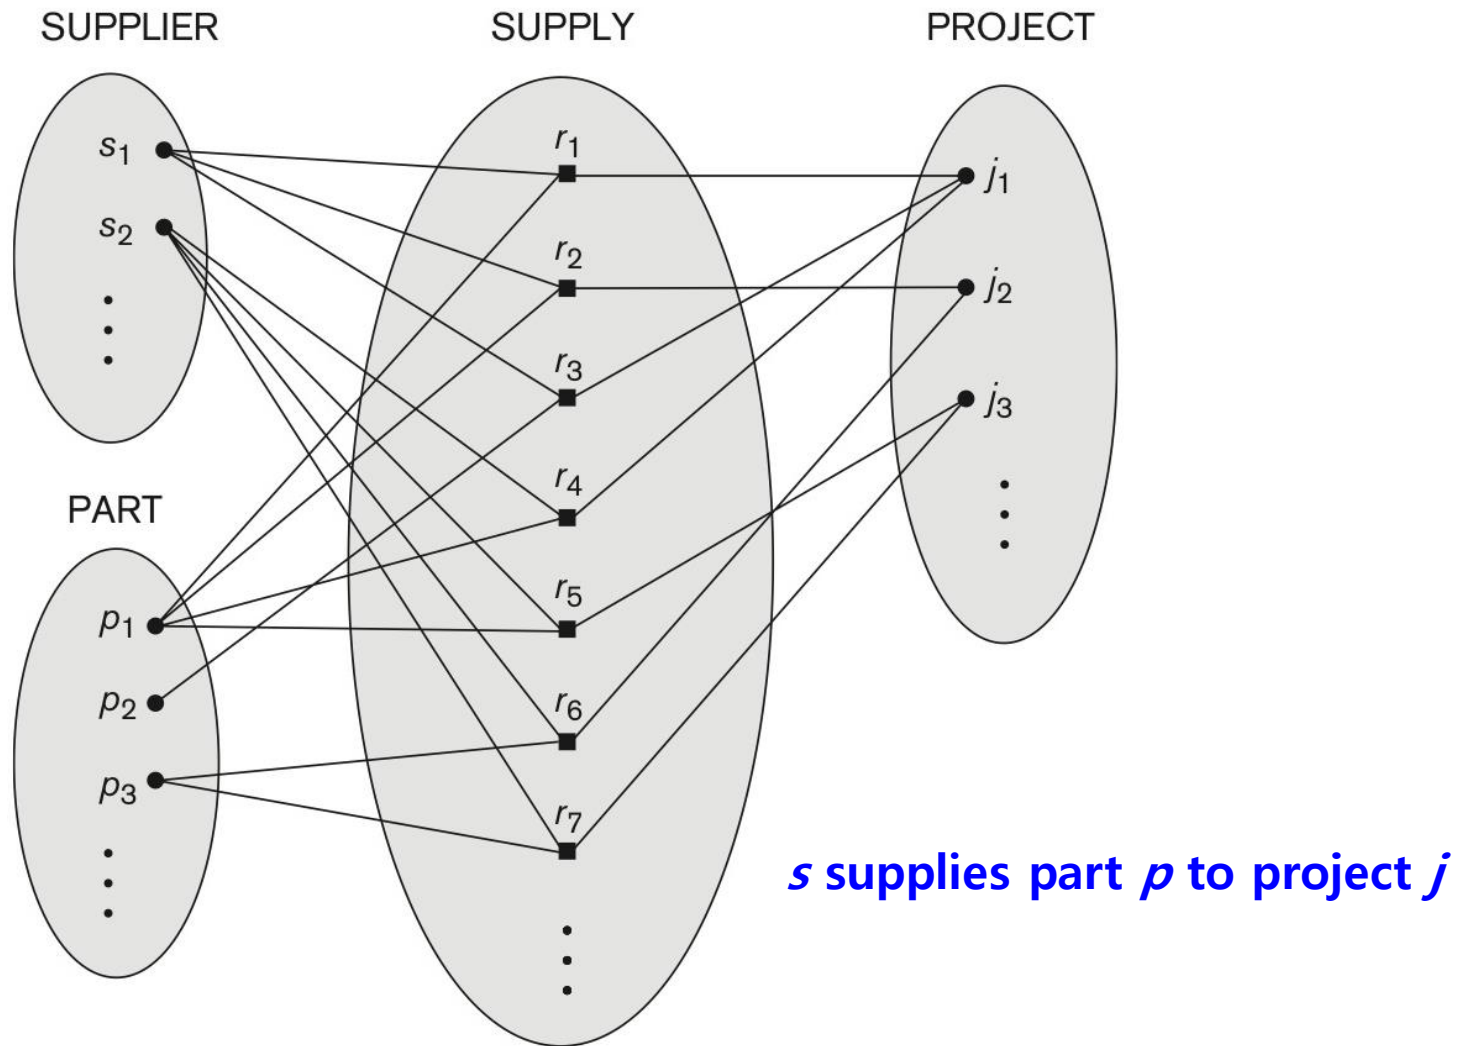 SUPPLIER
s1
s2
PART
p1
p2
p3
SUPPLY
r1
r2
r3
r4
r5
r6
r7
PROJECT
j1
j2
j3
s supplies part p to project j